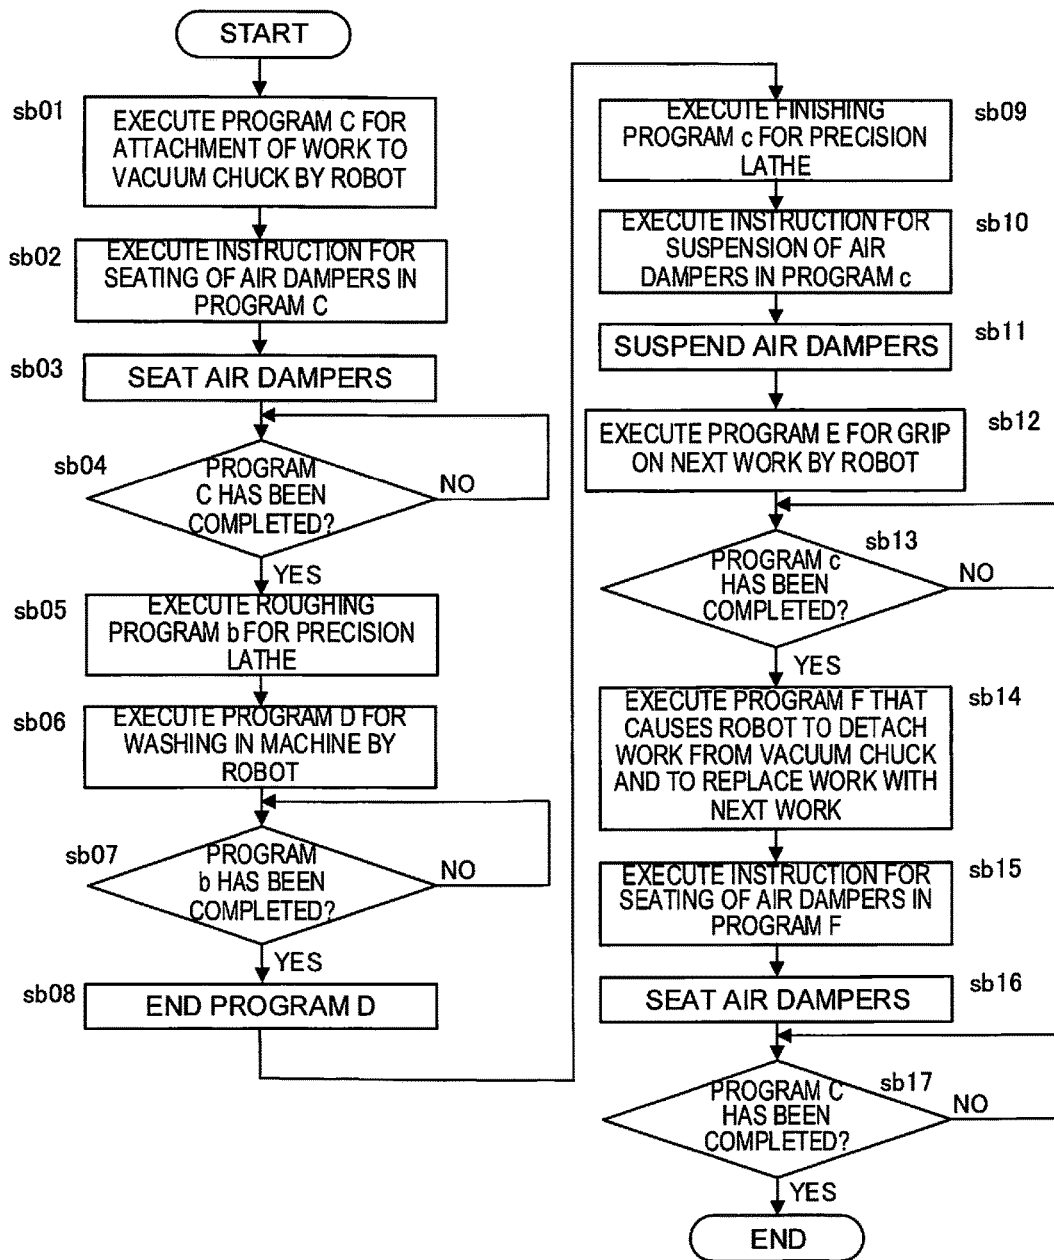 START
sb01
EXECUTE PROGRAM C FOR
ATTACHMENT OF WORK TO
VACUUM CHUCK BY ROBOT
sb02
EXECUTE INSTRUCTION FOR
SEATING OF AIR DAMPERS IN
PROGRAM C
sb03
SEAT AIR DAMPERS
sb04
PROGRAM
C HAS BEEN
COMPLETED?
NO
YES
sb05
EXECUTE ROUGHING
PROGRAM b FOR PRECISION
LATHE
sb06
EXECUTE PROGRAM D FOR
WASHING IN MACHINE BY
ROBOT
sb07
PROGRAM
b HAS BEEN
COMPLETED?
NO
YES
sb08
END PROGRAM D
EXECUTE FINISHING
PROGRAM c FOR PRECISION
LATHE
sb09
EXECUTE INSTRUCTION FOR
SUSPENSION OF AIR
DAMPERS IN PROGRAM c
sb10
SUSPEND AIR DAMPERS
sb11
EXECUTE PROGRAM E FOR GRIP
ON NEXT WORK BY ROBOT
sb12
PROGRAM c
HAS BEEN
COMPLETED?
sb13
NO
YES
EXECUTE PROGRAM F THAT
CAUSES ROBOT TO DETACH
WORK FROM VACUUM CHUCK
AND TO REPLACE WORK WITH
NEXT WORK
sb14
EXECUTE INSTRUCTION FOR
SEATING OF AIR DAMPERS IN
PROGRAM F
sb15
SEAT AIR DAMPERS
sb16
PROGRAM C
HAS BEEN
COMPLETED?
sb17
NO
YES
END